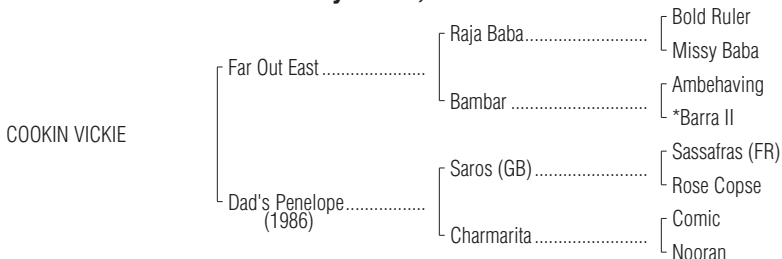 COOKIN VICKIE
Far Out East
Raja Baba
Bold Ruler
Missy Baba
Bambar
Ambehaving
*Barra II
Dad's Penelope
(1986)
Saros (GB)
Sassafras (FR)
Rose Copse
Charmarita
Comic
Nooran